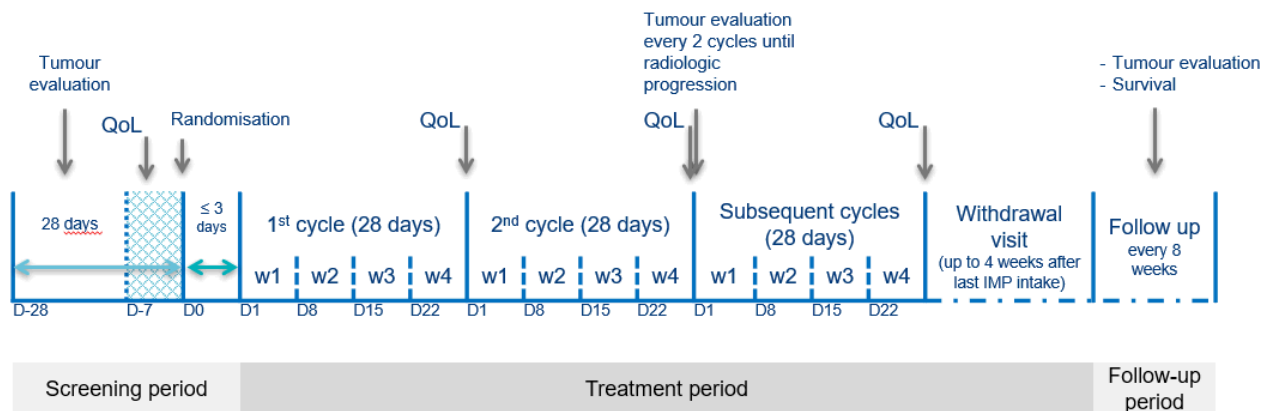 Tumour evaluation
every 2 cycles until
radiologic
progression
Tumour
evaluation
- Tumour evaluation
- Survival
QoL
Randomisation
QoL
QoL
QoL
28 days
≤ 3
days
1st cycle (28 days)
2nd cycle (28 days)
Subsequent cycles
(28 days)
Withdrawal
visit
(up to 4 weeks after
last IMP intake)
Follow up
every 8
weeks
w1 w2 w3 w4 w1 w2 w3 w4 w1 w2 w3 w4
D-28 D-7 D0 D1 D8 D15 D22 D1 D8 D15 D22 D1 D8 D15 D22
Screening period
Treatment period
Follow-up
period